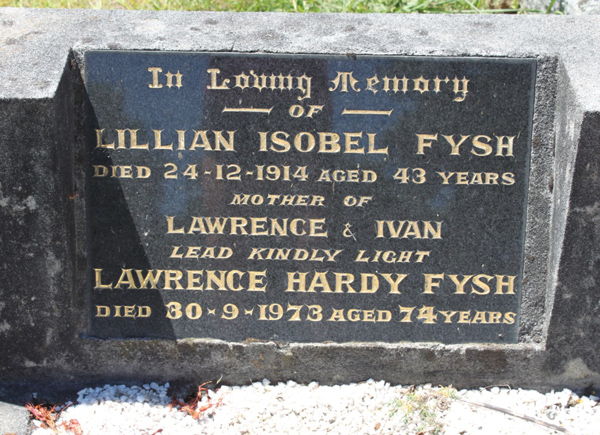 In Loving Memory
OF
LILLIAN ISOBEL FYSH
DIED 24-12-1914 AGED 43 YEARS
MOTHER OF
LAWRENCE & IVAN
LEAD KINDLY LIGHT
LAWRENCE HARDY FYSH
DIED 30-9-1973 AGED 74 YEARS